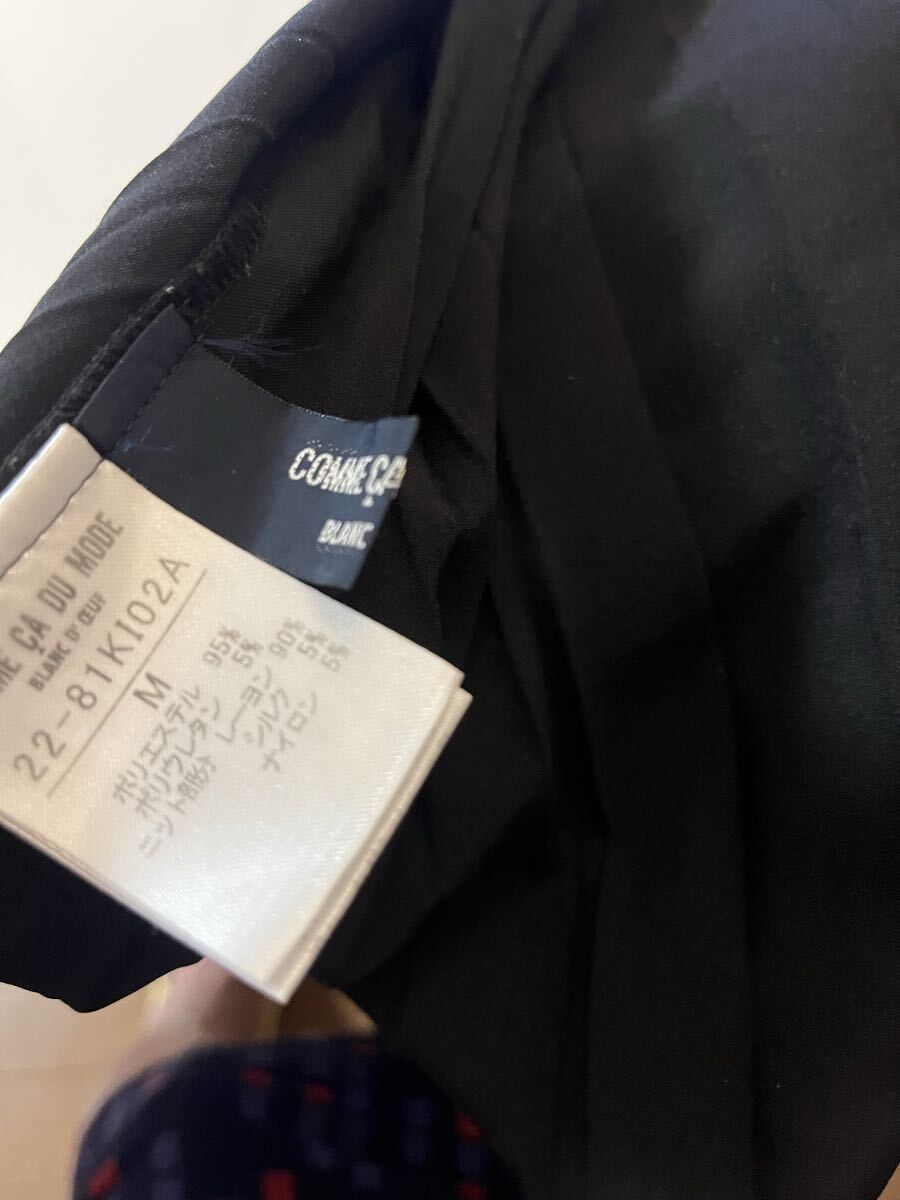 COMME ÇA
BLANC
ME ÇA DU MODE
BLANC D'ŒUF
22-81KI02A
M
ポリエステル 95%
ポリウレタン 5%
ニット部分 レーヨン 90%
シルク 5%
ナイロン 5%